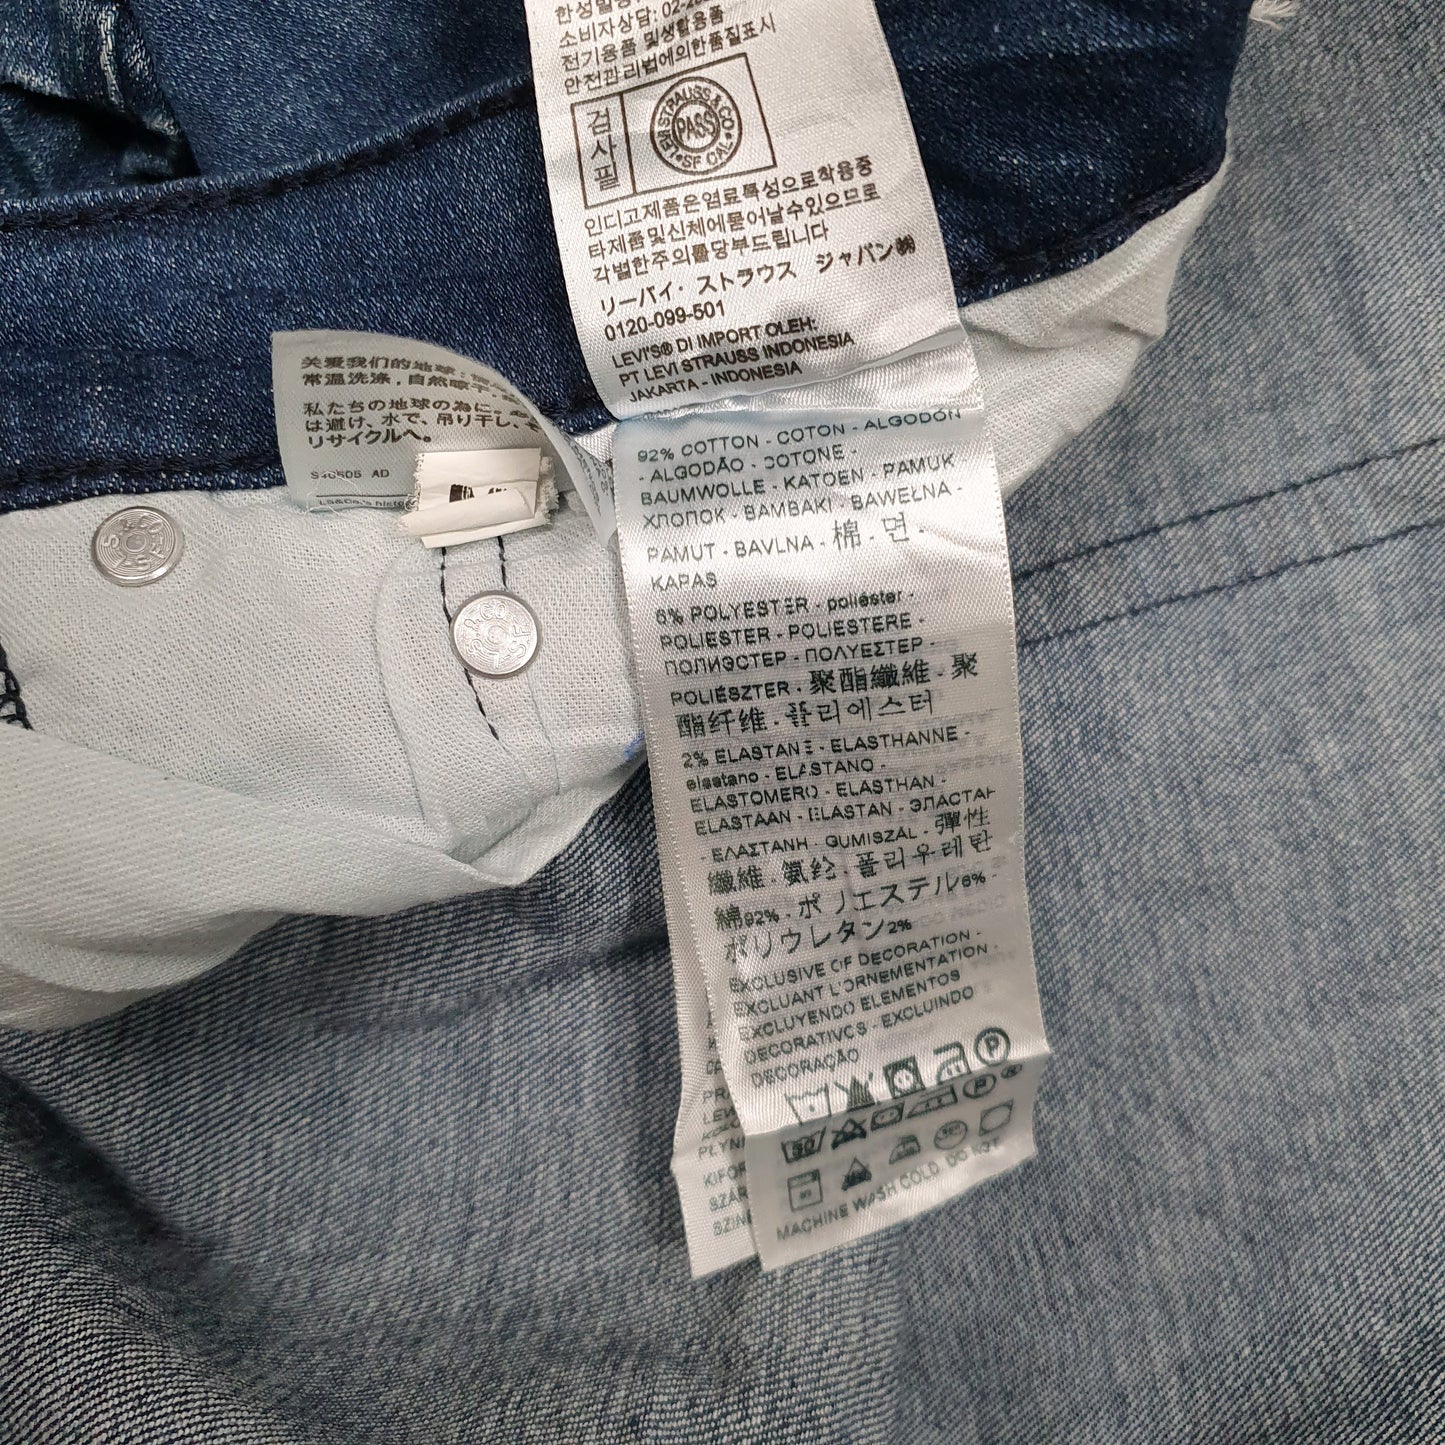 소비자상담: 02-
전기용품 및생활용품
안전관리법에의한품질표시
검사필
LEVI STRAUSS & CO
PASS
SF CAL
인디고제품은염료특성으로착용중
타제품및신체에묻어날수있으므로
각별한주의를당부드립니다
リーバイ・ストラウス ジャパン㈱
0120-099-501
LEVI'S® DI IMPORT OLEH:
PT LEVI STRAUSS INDONESIA
JAKARTA - INDONESIA
关爱我们的地球:
常温洗涤,自然晾干,
私たちの地球の為に、
は避け、水で、吊り干し、
リサイクルへ。
S46505 AD
LS&Co.'s
92% COTTON - COTON - ALGODÓN
- ALGODÃO - COTONE -
BAUMWOLLE - KATOEN - PAMUK
ХЛОПОК - BAMBAKI - BAWEŁNA -
PAMUT - BAVLNA - 棉 - 면 -
KAPAS
6% POLYESTER - poliéster -
POLIESTER - POLIESTERE -
ПОЛИЭСТЕР - ΠΟΛΥΕΣΤΕΡ -
POLIÉSZTER - 聚酯纖維 - 聚
酯纤维 - 폴리에스터
2% ELASTANE - ELASTHANNE -
elastano - ELASTANO -
ELASTOMERO - ELASTHAN -
ELASTAAN - ELASTAN - ЭЛАСТАН
- ΕΛΑΣΤΑΝΗ - GUMISZAL - 彈性
纖維 - 氨纶 - 폴리우레탄
綿92% - ポリエステル6% -
ポリウレタン2%
EXCLUSIVE OF DECORATION -
EXCLUANT L'ORNEMENTATION -
EXCLUYENDO ELEMENTOS
DECORATIVOS - EXCLUINDO
DECORAÇÃO
MACHINE WASH COLD. DO NOT